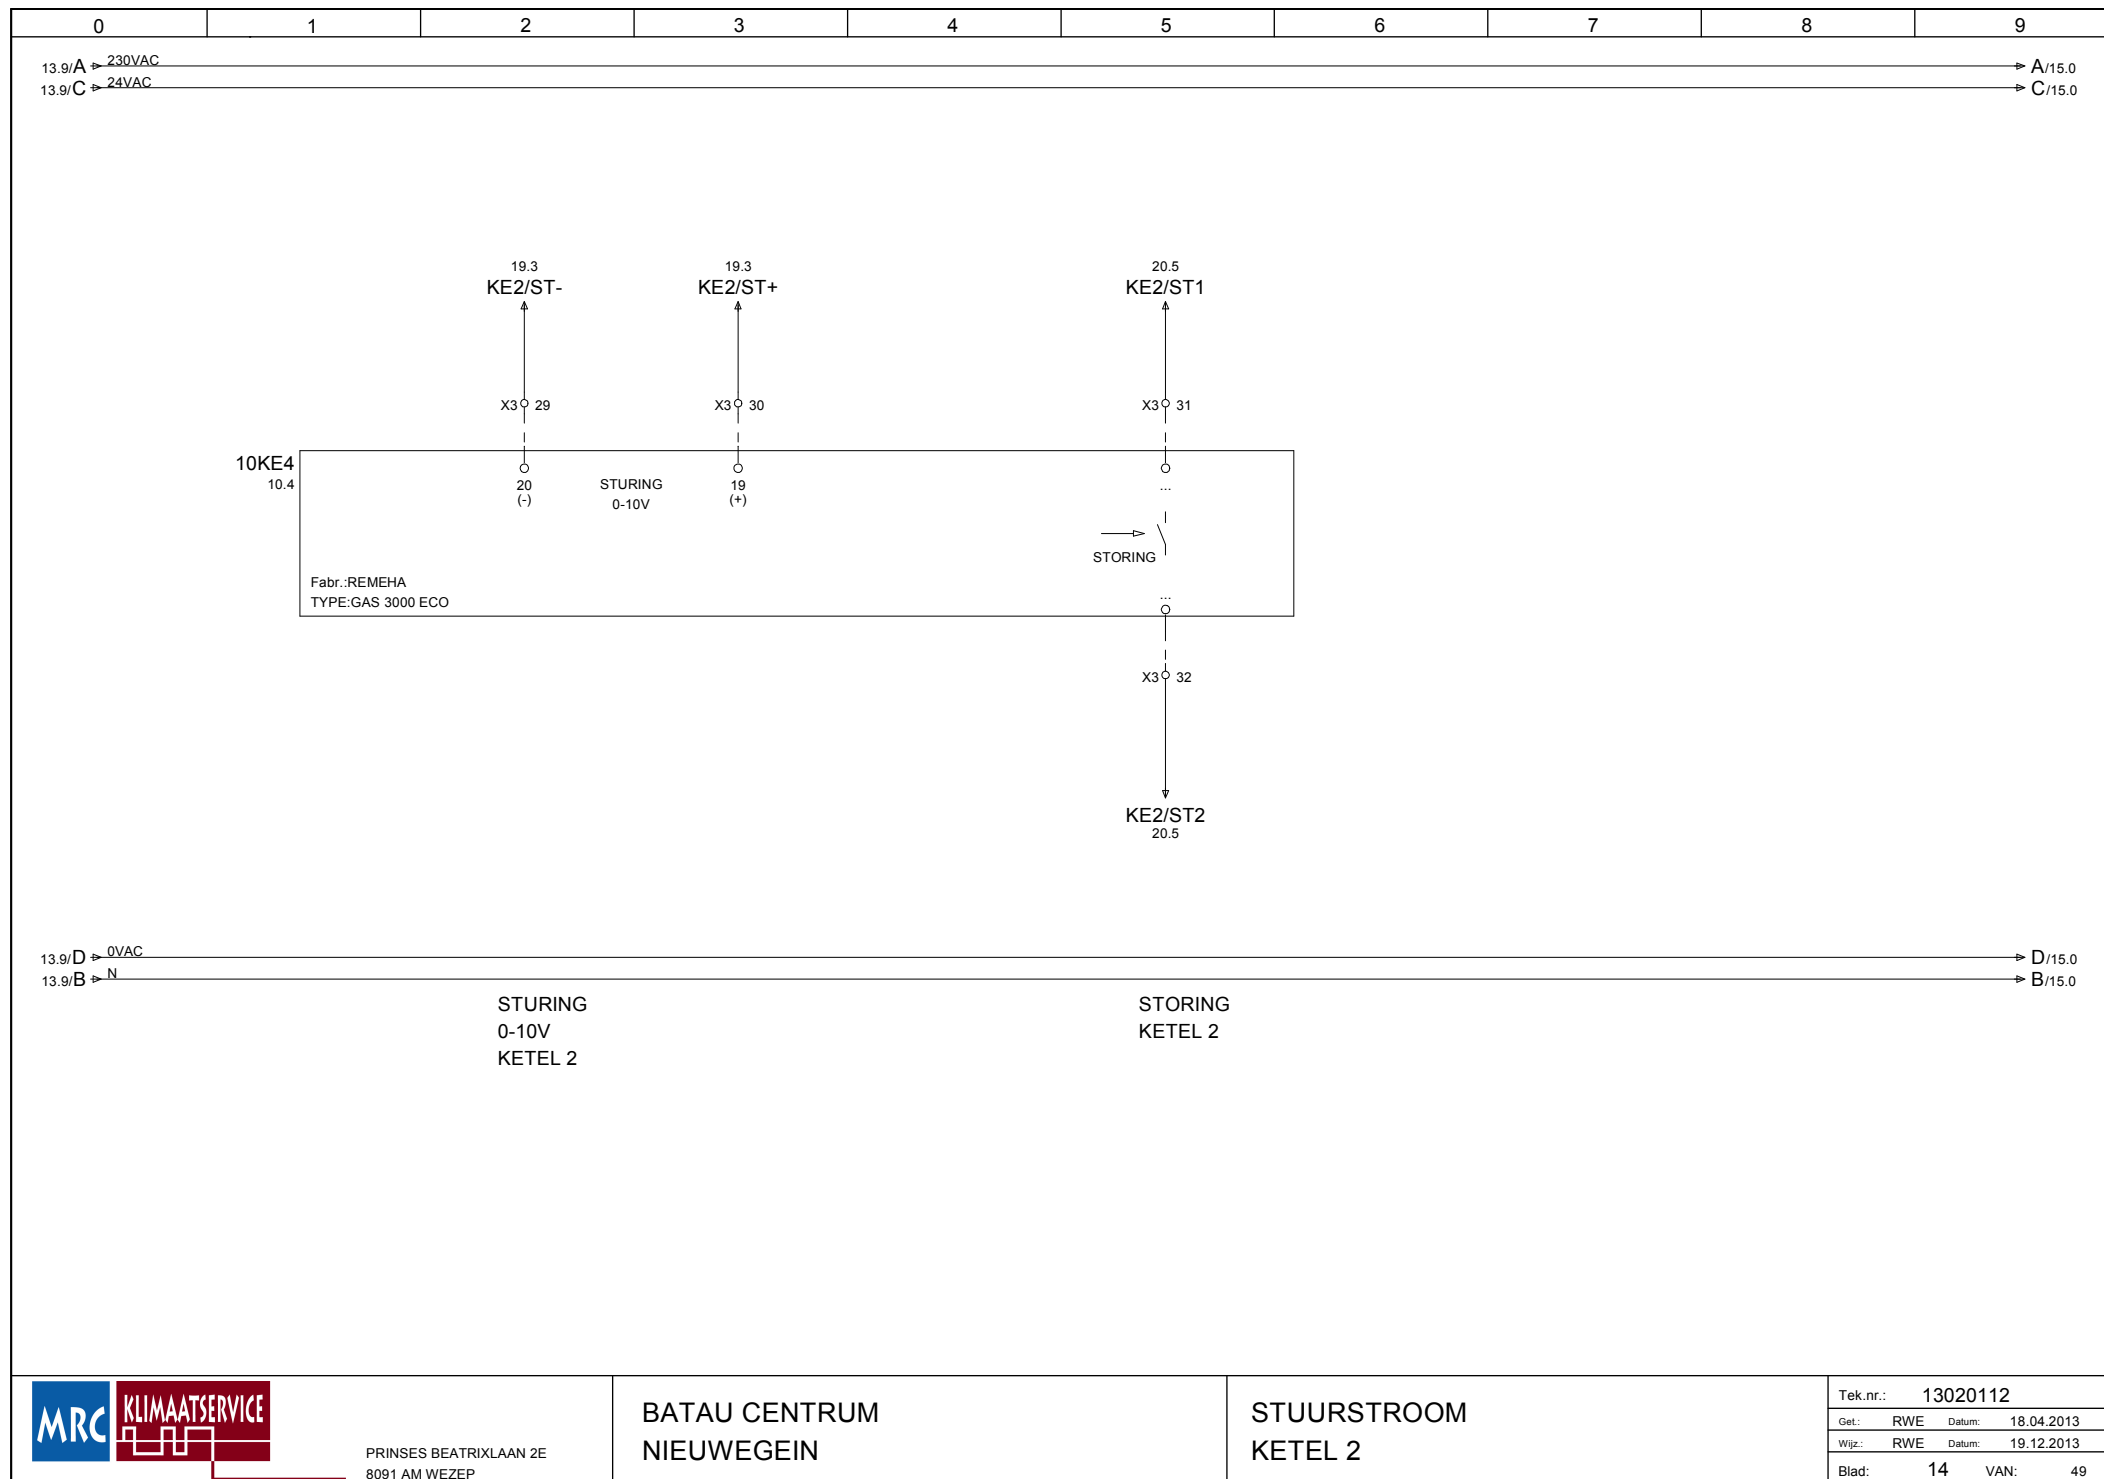 0 1 2 3 4 5 6 7 8 9
13.9/A 230VAC A/15.0
13.9/C 24VAC C/15.0
19.3 19.3 20.5
KE2/ST- KE2/ST+ KE2/ST1
X3 29 X3 30 X3 31
10KE4
10.4
20 STURING 19 ...
(-) 0-10V (+)
STORING
Fabr.:REMEHA
TYPE:GAS 3000 ECO ...
X3 32
KE2/ST2
20.5
13.9/D 0VAC D/15.0
13.9/B N B/15.0
STURING STORING
0-10V KETEL 2
KETEL 2
MRC KLIMAATSERVICE
PRINSES BEATRIXLAAN 2E
8091 AM WEZEP
BATAU CENTRUM
NIEUWEGEIN
STUURSTROOM
KETEL 2
Tek.nr.: 13020112
Get.: RWE Datum: 18.04.2013
Wijz.: RWE Datum: 19.12.2013
Blad: 14 VAN: 49